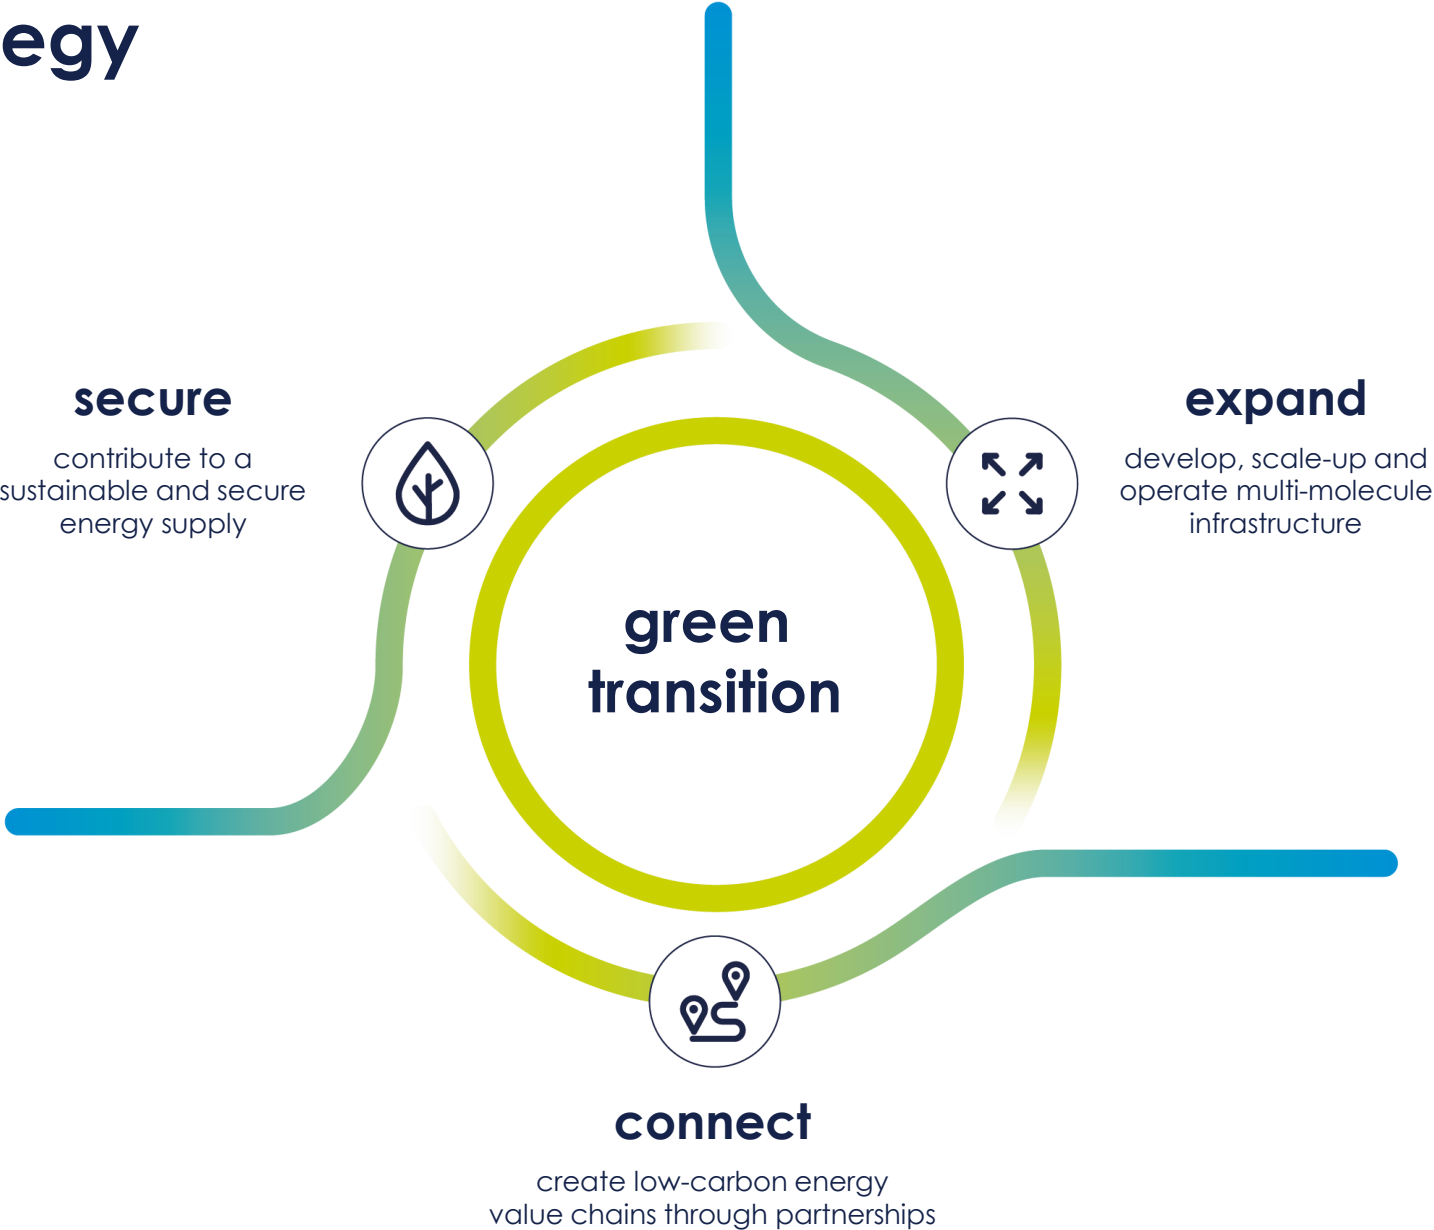 egy
secure
contribute to a
sustainable and secure
energy supply
expand
develop, scale-up and
operate multi-molecule
infrastructure
green
transition
connect
create low-carbon energy
value chains through partnerships